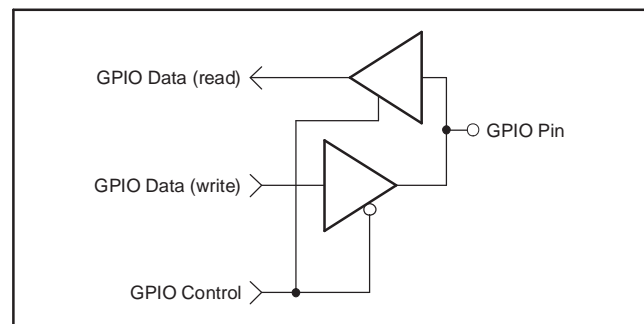 GPIO Data (read)
GPIO Pin
GPIO Data (write)
GPIO Control